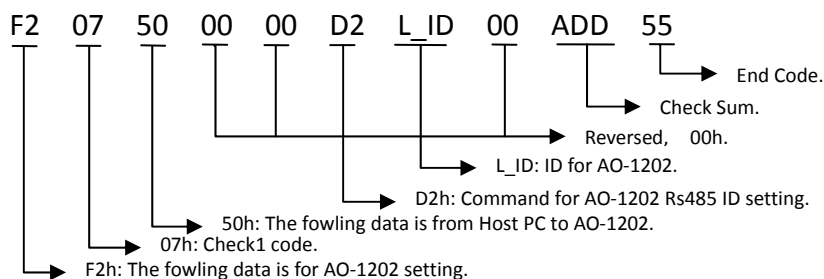 F2 07 50 00 00 D2 L_ID 00 ADD 55
End Code.
Check Sum.
Reversed, 00h.
L_ID: ID for AO-1202.
D2h: Command for AO-1202 Rs485 ID setting.
50h: The fowling data is from Host PC to AO-1202.
07h: Check1 code.
F2h: The fowling data is for AO-1202 setting.